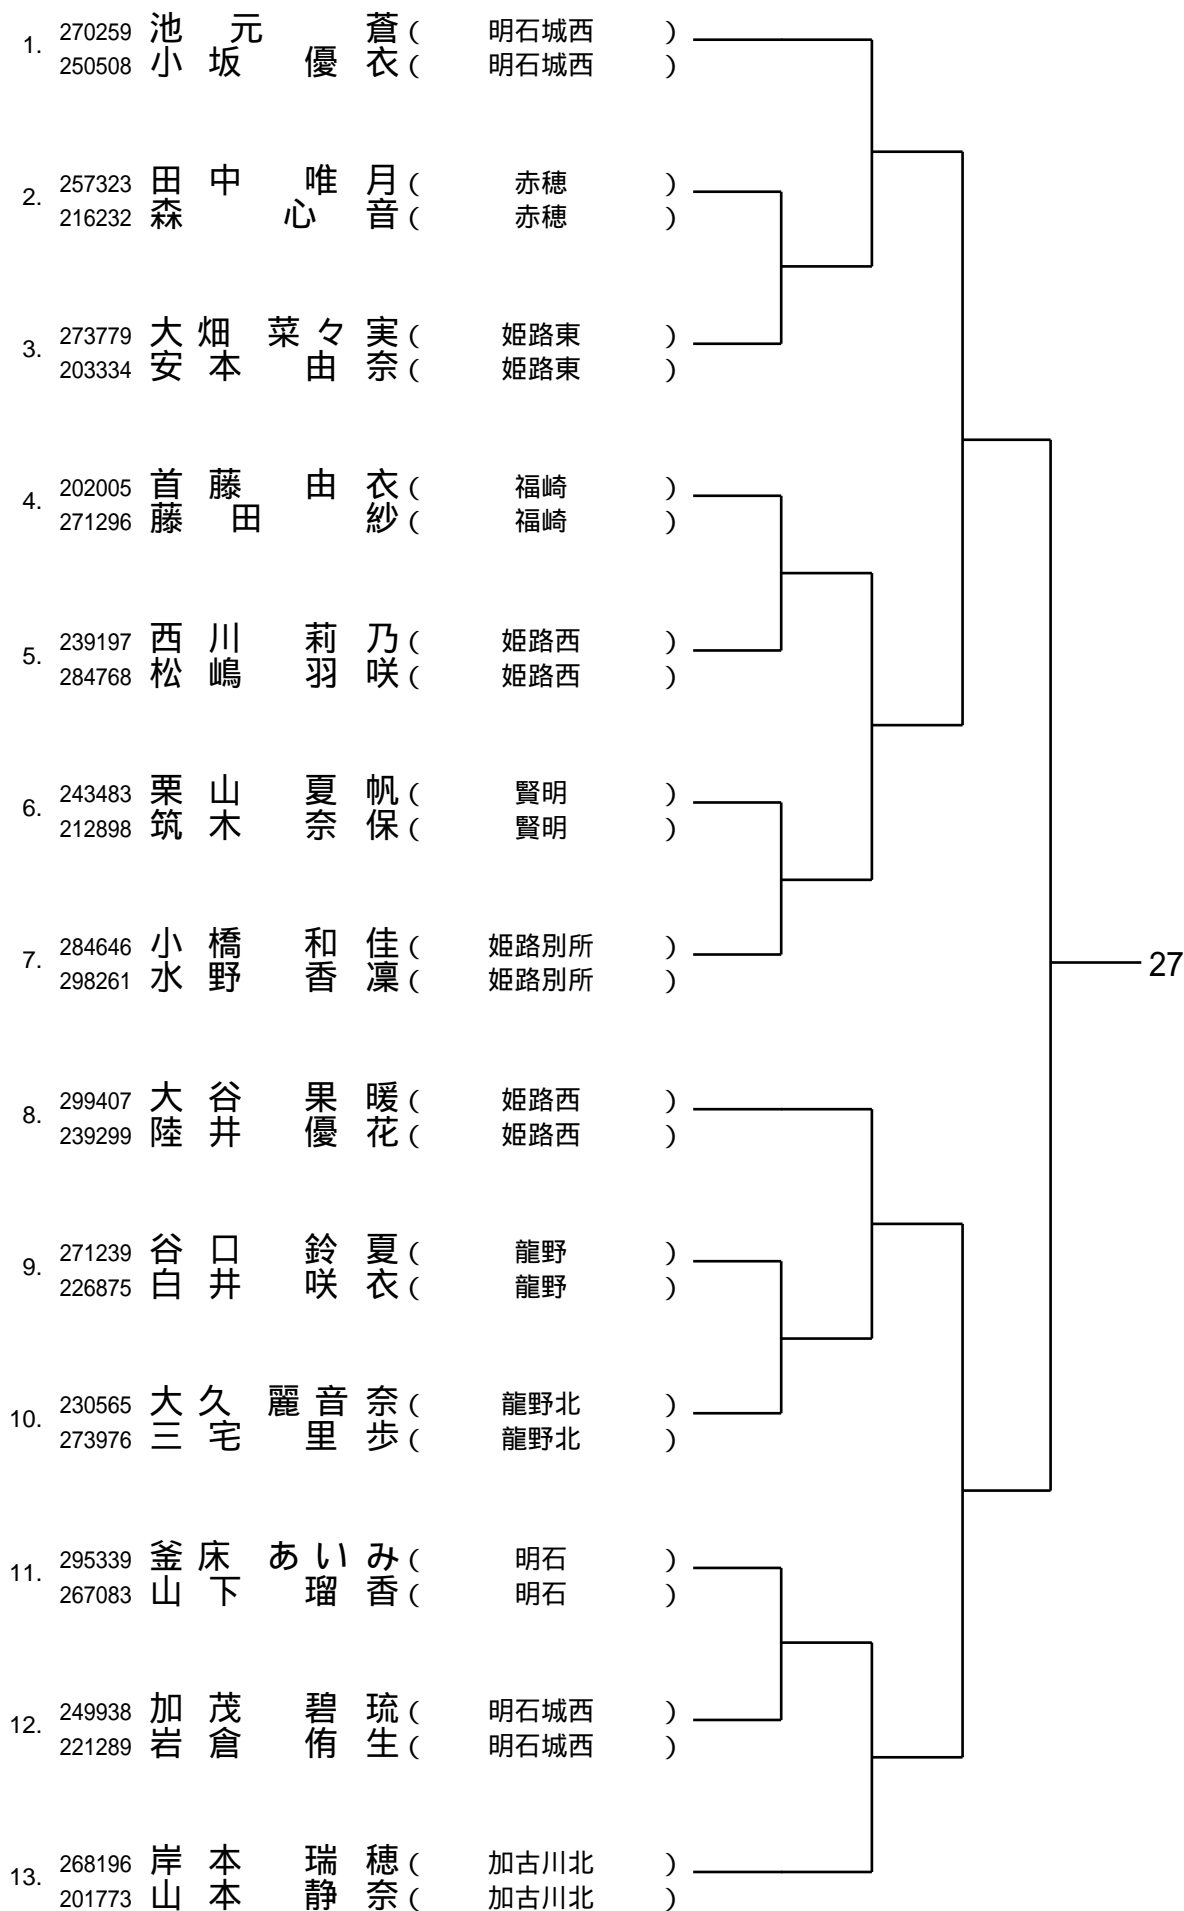 1. 270259 池元 蒼 ( 明石城西 )
250508 小坂 優衣 ( 明石城西 )
2. 257323 田中 唯月 ( 赤穂 )
216232 森 心音 ( 赤穂 )
3. 273779 大畑 菜々実 ( 姫路東 )
203334 安本 由奈 ( 姫路東 )
4. 202005 首藤 由衣 ( 福崎 )
271296 藤田 紗 ( 福崎 )
5. 239197 西川 莉乃 ( 姫路西 )
284768 松嶋 羽咲 ( 姫路西 )
6. 243483 栗山 夏帆 ( 賢明 )
212898 筑木 奈保 ( 賢明 )
7. 284646 小橋 和佳 ( 姫路別所 )
298261 水野 香凜 ( 姫路別所 )
27
8. 299407 大谷 果暖 ( 姫路西 )
239299 陸井 優花 ( 姫路西 )
9. 271239 谷口 鈴夏 ( 龍野 )
226875 白井 咲衣 ( 龍野 )
10. 230565 大久 麗音奈 ( 龍野北 )
273976 三宅 里歩 ( 龍野北 )
11. 295339 釜床 あいみ ( 明石 )
267083 山下 瑠香 ( 明石 )
12. 249938 加茂 碧琉 ( 明石城西 )
221289 岩倉 侑生 ( 明石城西 )
13. 268196 岸本 瑞穂 ( 加古川北 )
201773 山本 静奈 ( 加古川北 )